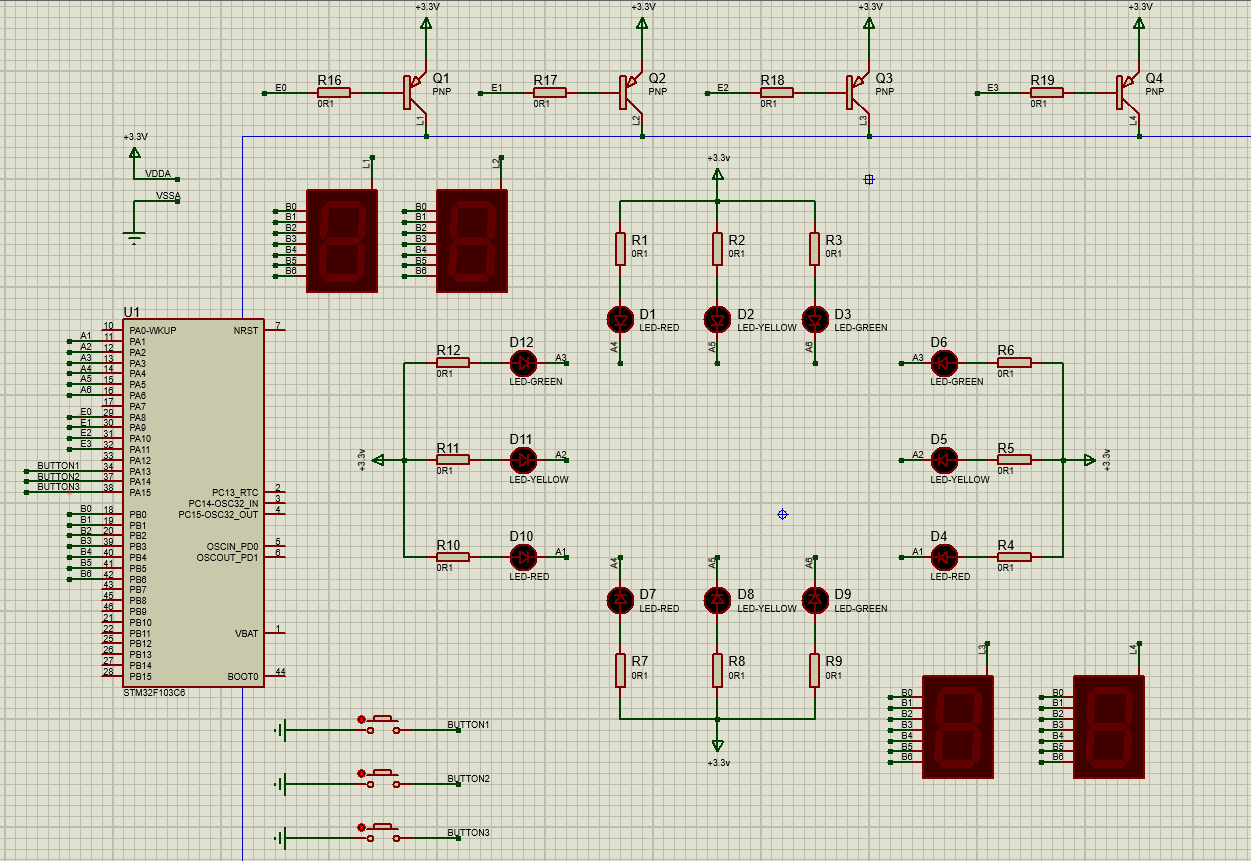 +3.3V +3.3V +3.3V +3.3V
E0 R16 0R1 Q1 PNP L1
E1 R17 0R1 Q2 PNP L2
E2 R18 0R1 Q3 PNP L3
E3 R19 0R1 Q4 PNP L4
+3.3V
VDDA
VSSA
L1
B0
B1
B2
B3
B4
B5
B6
L2
B0
B1
B2
B3
B4
B5
B6
+3.3v
R1 0R1
R2 0R1
R3 0R1
D1 LED-RED
D2 LED-YELLOW
D3 LED-GREEN
A4 A5 A6
U1
10 PA0-WKUP
A1 11 PA1
A2 12 PA2
A3 13 PA3
A4 14 PA4
A5 15 PA5
A6 16 PA6
17 PA7
E0 29 PA8
E1 30 PA9
E2 31 PA10
E3 32 PA11
33 PA12
BUTTON1 34 PA13
BUTTON2 37 PA14
BUTTON3 38 PA15
B0 18 PB0
B1 19 PB1
B2 20 PB2
B3 39 PB3
B4 40 PB4
B5 41 PB5
B6 42 PB6
43 PB7
45 PB8
46 PB9
21 PB10
22 PB11
25 PB12
26 PB13
27 PB14
28 PB15
NRST 7
PC13_RTC 2
PC14-OSC32_IN 3
PC15-OSC32_OUT 4
OSCIN_PD0 5
OSCOUT_PD1 6
VBAT 1
BOOT0 44
STM32F103C6
+3.3v
R12 0R1 D12 LED-GREEN A3
R11 0R1 D11 LED-YELLOW A2
R10 0R1 D10 LED-RED A1
A3 D6 LED-GREEN R6 0R1
A2 D5 LED-YELLOW R5 0R1
A1 D4 LED-RED R4 0R1
+3.3v
A4 A5 A6
D7 LED-RED
D8 LED-YELLOW
D9 LED-GREEN
R7 0R1
R8 0R1
R9 0R1
+3.3v
L3
B0
B1
B2
B3
B4
B5
B6
L4
B0
B1
B2
B3
B4
B5
B6
BUTTON1
BUTTON2
BUTTON3